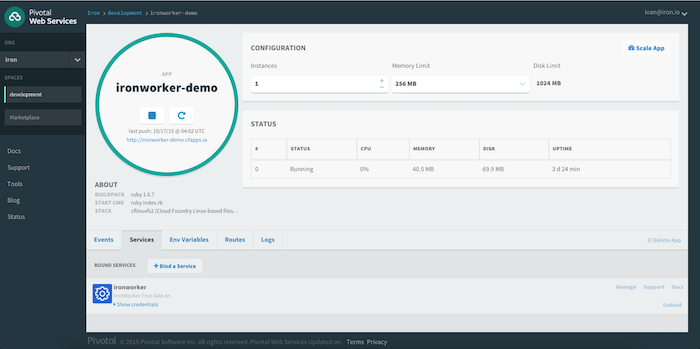 Pivotal
Web Services
Iron › development › ironworker-demo
ivan@iron.io
ORG
Iron
SPACES
development
Marketplace
Docs
Support
Tools
Blog
Status
APP
ironworker-demo
last push: 10/17/15 @ 04:02 UTC
http://ironworker-demo.cfapps.io
ABOUT
BUILDPACK ruby 1.6.7
START CMD ruby index.rb
STACK cflinuxfs2 (Cloud Foundry Linux-based files...
CONFIGURATION
Scale App
Instances Memory Limit Disk Limit
1 256 MB 1024 MB
STATUS
# STATUS CPU MEMORY DISK UPTIME
0 Running 0% 40.5 MB 69.9 MB 3 d 24 min
Events Services Env Variables Routes Logs
Delete App
BOUND SERVICES + Bind a Service
ironworker
IronWorker Free Add-on
Show credentials
Manage Support Docs
Unbind
Pivotal © 2015 Pivotal Software Inc. All rights reserved. Pivotal Web Services Updated on . Terms Privacy